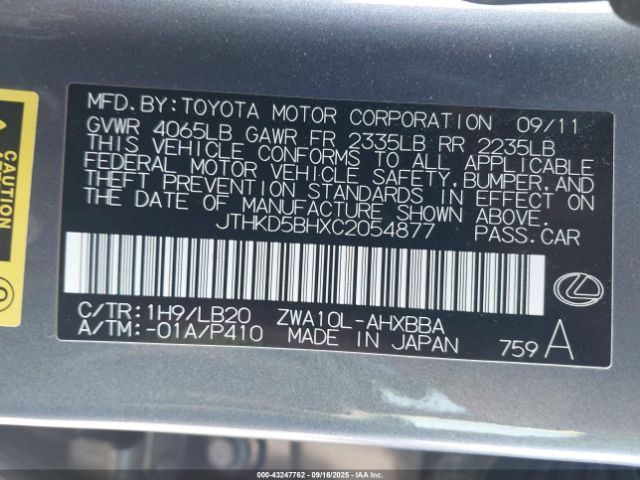 MFD. BY: TOYOTA MOTOR CORPORATION 09/11
GVWR 4065LB GAWR FR 2335LB RR 2235LB
THIS VEHICLE CONFORMS TO ALL APPLICABLE
FEDERAL MOTOR VEHICLE SAFETY, BUMPER, AND
THEFT PREVENTION STANDARDS IN EFFECT ON
THE DATE OF MANUFACTURE SHOWN ABOVE.
JTHKD5BHXC2054877 PASS. CAR
C/TR: 1H9/LB20 ZWA10L-AHXBBA
A/TM: -01A/P410 MADE IN JAPAN 759 A
CAUTION
000-43247762 - 09/16/2025 - IAAI.COM